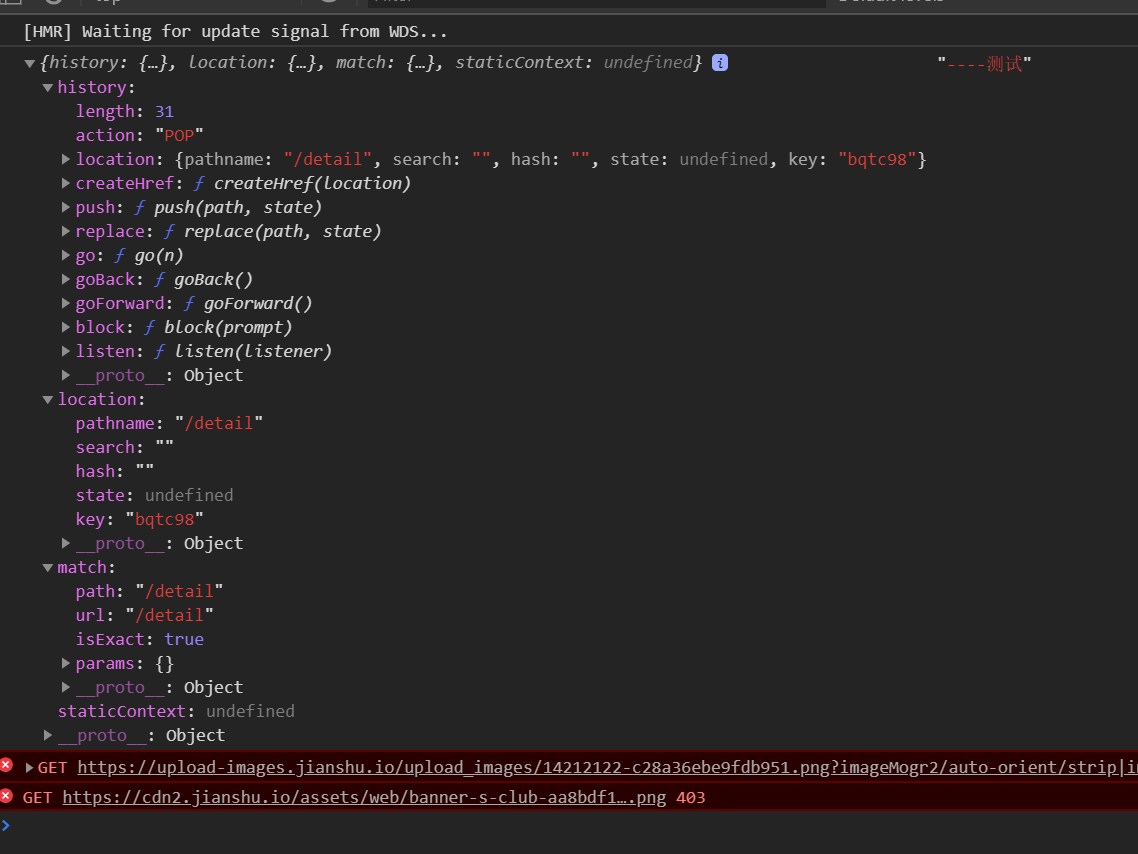 [HMR] Waiting for update signal from WDS...
{history: {…}, location: {…}, match: {…}, staticContext: undefined} i "----测试"
history:
length: 31
action: "POP"
location: {pathname: "/detail", search: "", hash: "", state: undefined, key: "bqtc98"}
createHref: ƒ createHref(location)
push: ƒ push(path, state)
replace: ƒ replace(path, state)
go: ƒ go(n)
goBack: ƒ goBack()
goForward: ƒ goForward()
block: ƒ block(prompt)
listen: ƒ listen(listener)
__proto__: Object
location:
pathname: "/detail"
search: ""
hash: ""
state: undefined
key: "bqtc98"
__proto__: Object
match:
path: "/detail"
url: "/detail"
isExact: true
params: {}
__proto__: Object
staticContext: undefined
__proto__: Object
GET https://upload-images.jianshu.io/upload_images/14212122-c28a36ebe9fdb951.png?imageMogr2/auto-orient/strip|i
GET https://cdn2.jianshu.io/assets/web/banner-s-club-aa8bdf1….png 403